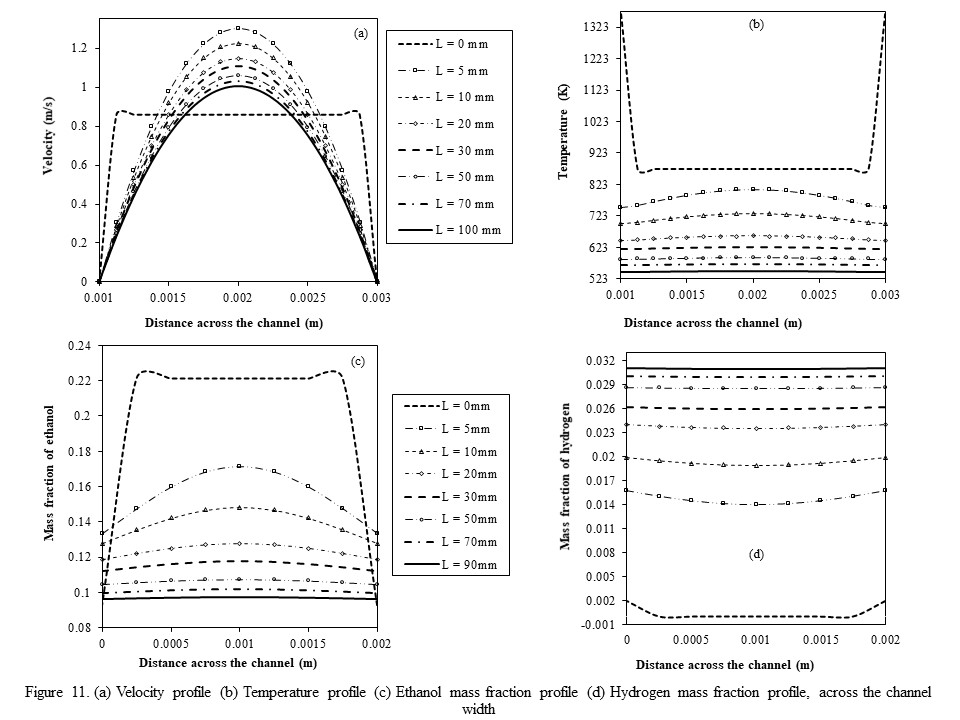 (a)
1.2
1
0.8
0.6
0.4
0.2
0
Velocity (m/s)
0.001 0.0015 0.002 0.0025 0.003
Distance across the channel (m)
L = 0 mm
L = 5 mm
L = 10 mm
L = 20 mm
L = 30 mm
L = 50 mm
L = 70 mm
L = 100 mm
(b)
1323
1223
1123
1023
923
823
723
623
523
Temperature (K)
0.001 0.0015 0.002 0.0025 0.003
Distance across the channel (m)
(c)
0.24
0.22
0.2
0.18
0.16
0.14
0.12
0.1
0.08
Mass fraction of ethanol
0 0.0005 0.001 0.0015 0.002
Distance across the channel (m)
L = 0mm
L = 5mm
L = 10mm
L = 20mm
L = 30mm
L = 50mm
L = 70mm
L = 90mm
0.032
0.029
0.026
0.023
0.02
0.017
0.014
0.011
0.008
0.005
0.002
-0.001
Mass fraction of hydrogen
(d)
0 0.0005 0.001 0.0015 0.002
Distance across the channel (m)
Figure 11. (a) Velocity profile (b) Temperature profile (c) Ethanol mass fraction profile (d) Hydrogen mass fraction profile, across the channel
width